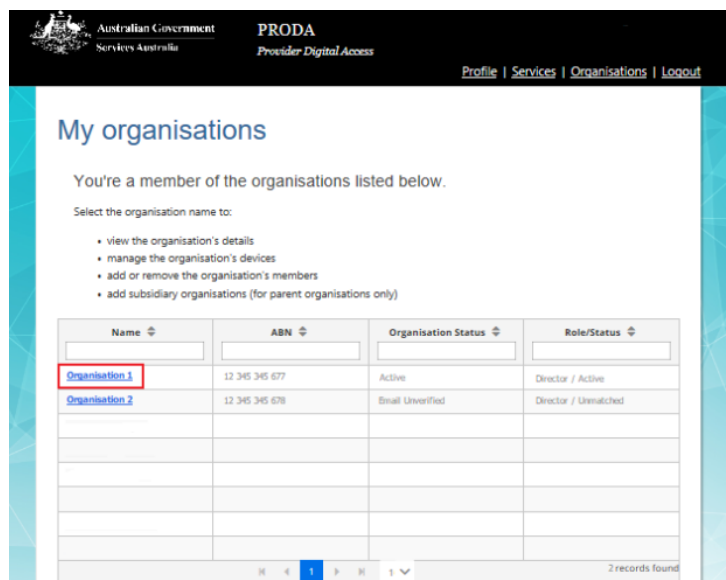 Australian Government
Services Australia
PRODA
Provider Digital Access
Profile | Services | Organisations | Logout
My organisations
You're a member of the organisations listed below.
Select the organisation name to:
• view the organisation's details
• manage the organisation's devices
• add or remove the organisation's members
• add subsidiary organisations (for parent organisations only)
Name ABN Organisation Status Role/Status
Organisation 1 12 345 345 677 Active Director / Active
Organisation 2 12 345 345 678 Email Unverified Director / Unmatched
1 1 2 records found